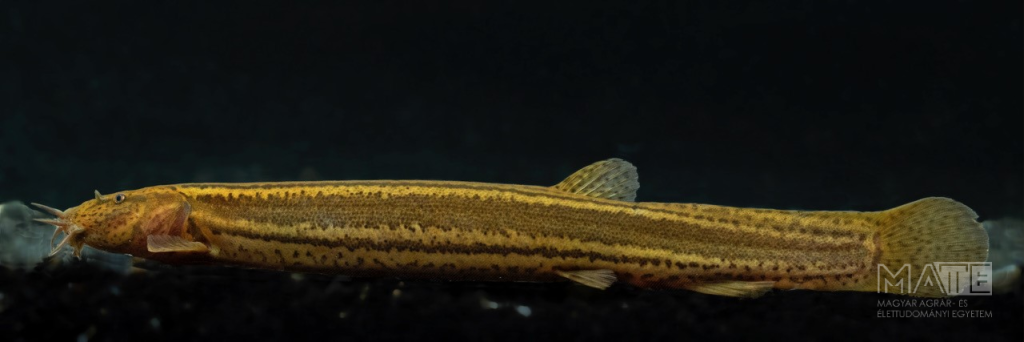 MATE
MAGYAR AGRÁR- ÉS
ÉLETTUDOMÁNYI EGYETEM